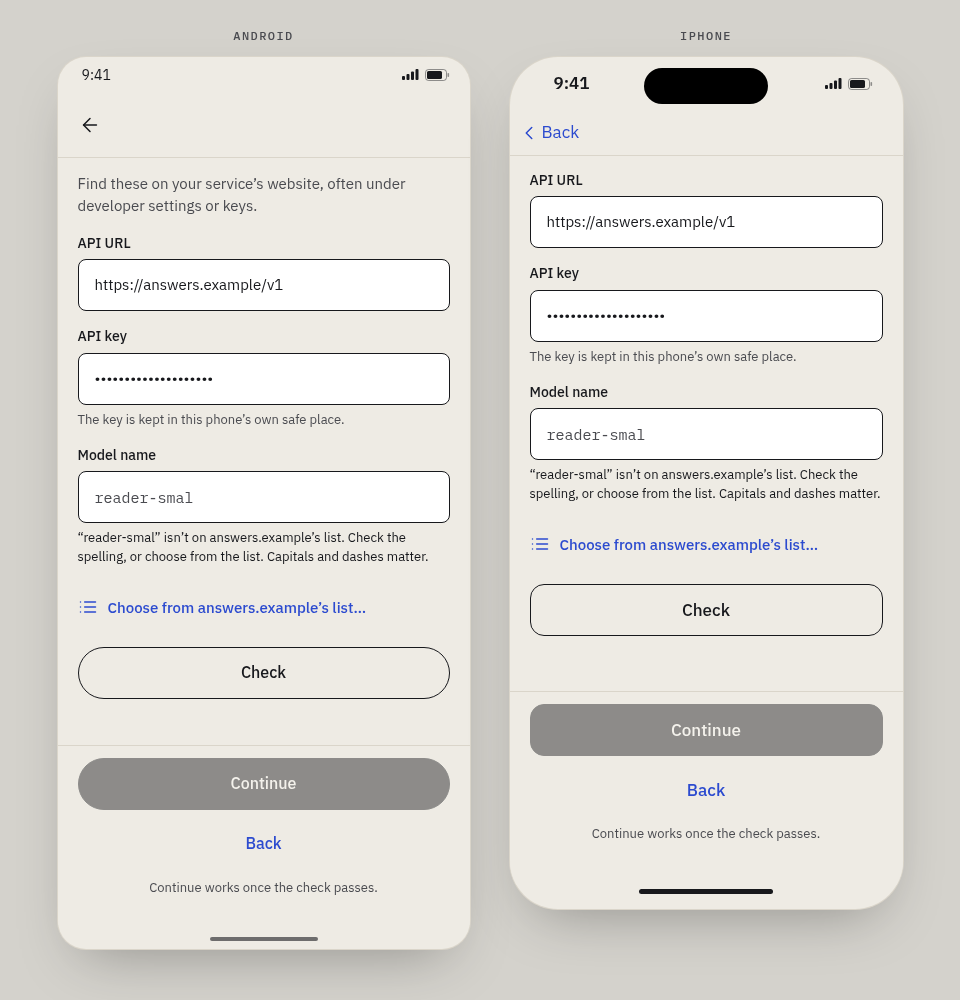 ANDROID
9:41
Find these on your service’s website, often under
developer settings or keys.
API URL
https://answers.example/v1
API key
••••••••••••••••••••
The key is kept in this phone’s own safe place.
Model name
reader-smal
“reader-smal” isn’t on answers.example’s list. Check the
spelling, or choose from the list. Capitals and dashes matter.
Choose from answers.example’s list…
Check
Continue
Back
Continue works once the check passes.
IPHONE
9:41
Back
API URL
https://answers.example/v1
API key
••••••••••••••••••••
The key is kept in this phone’s own safe place.
Model name
reader-smal
“reader-smal” isn’t on answers.example’s list. Check the
spelling, or choose from the list. Capitals and dashes matter.
Choose from answers.example’s list…
Check
Continue
Back
Continue works once the check passes.